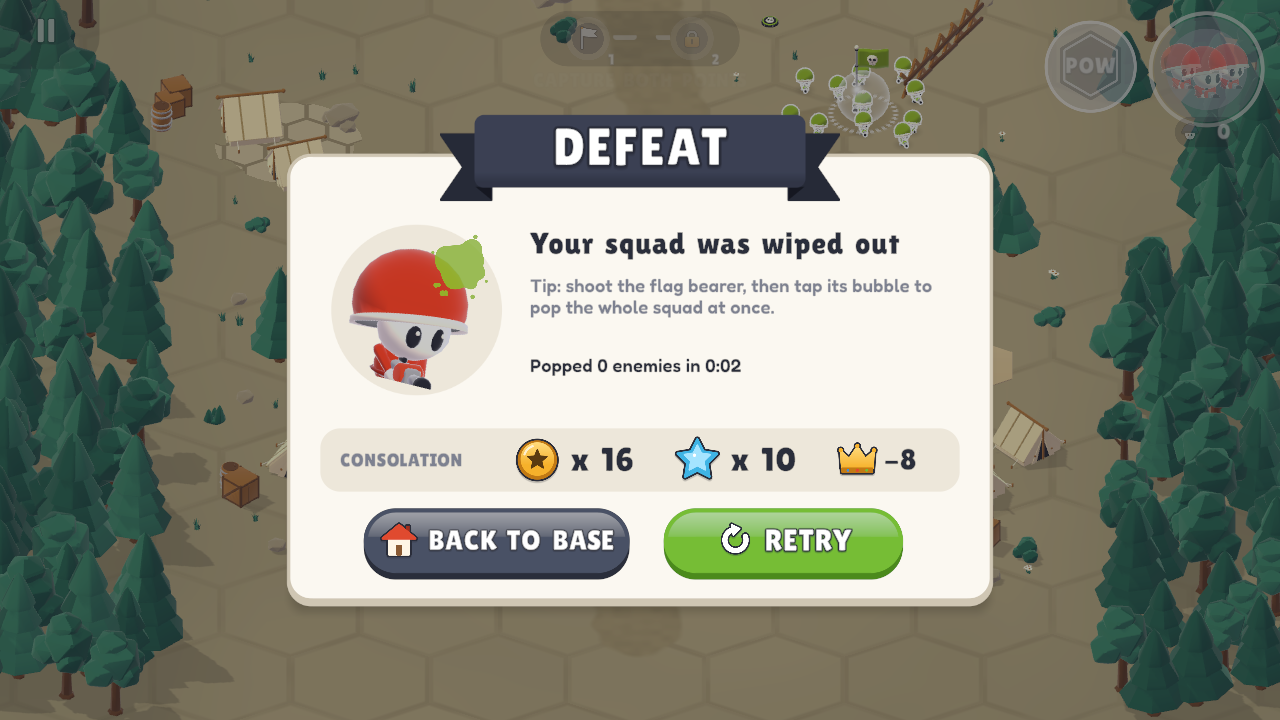 1
2
POW
0
DEFEAT
Your squad was wiped out
Tip: shoot the flag bearer, then tap its bubble to
pop the whole squad at once.
Popped 0 enemies in 0:02
CONSOLATION
x 16
x 10
-8
BACK TO BASE
RETRY